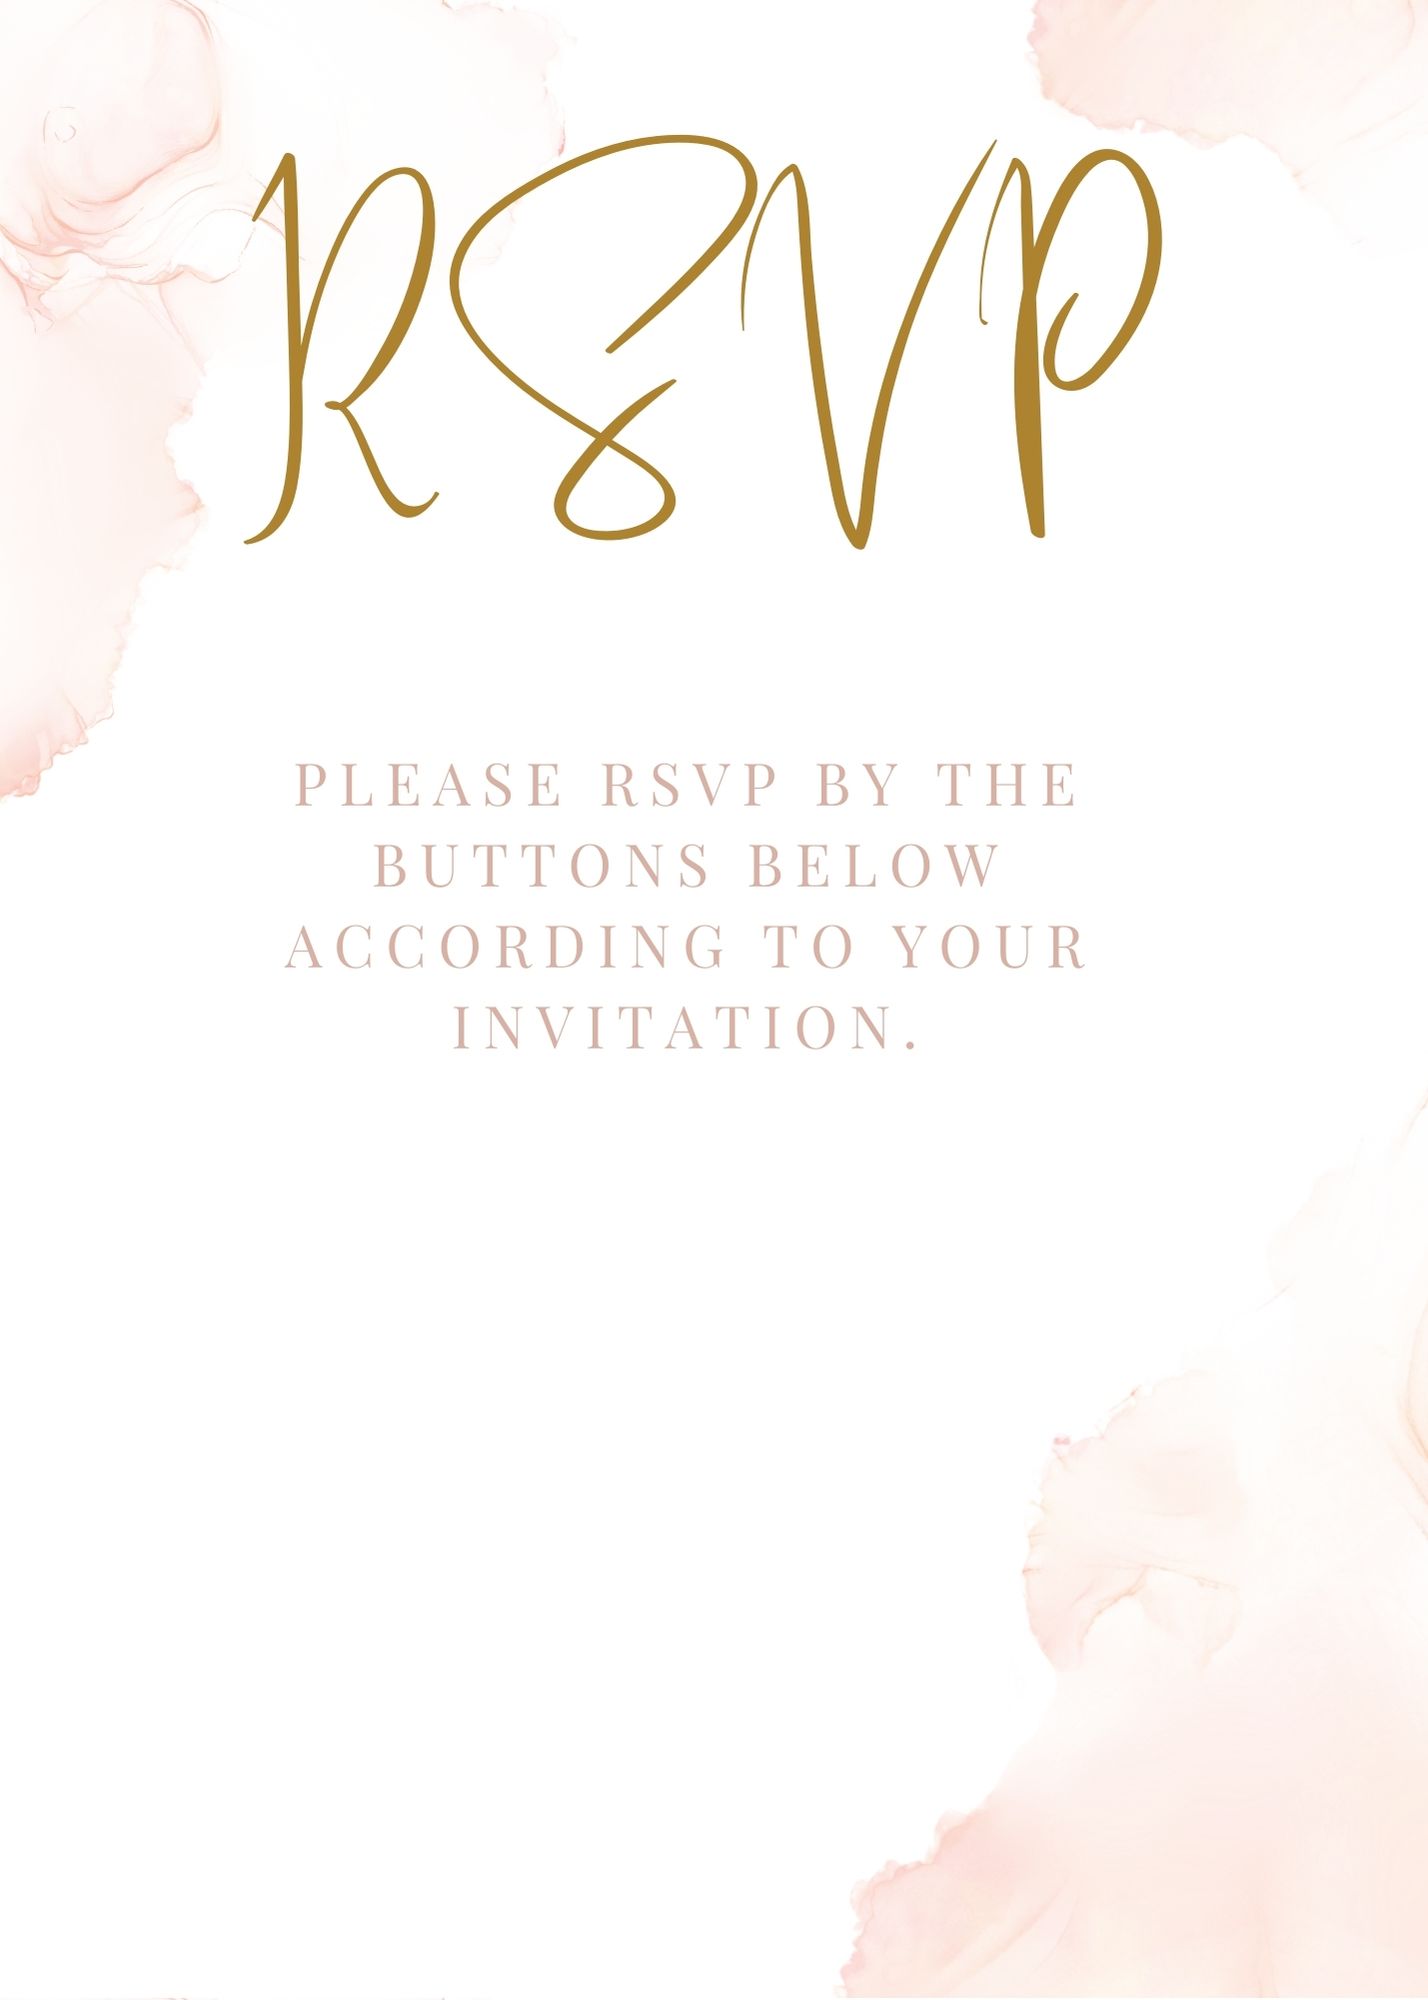 RSVP
PLEASE RSVP BY THE
BUTTONS BELOW
ACCORDING TO YOUR
INVITATION.